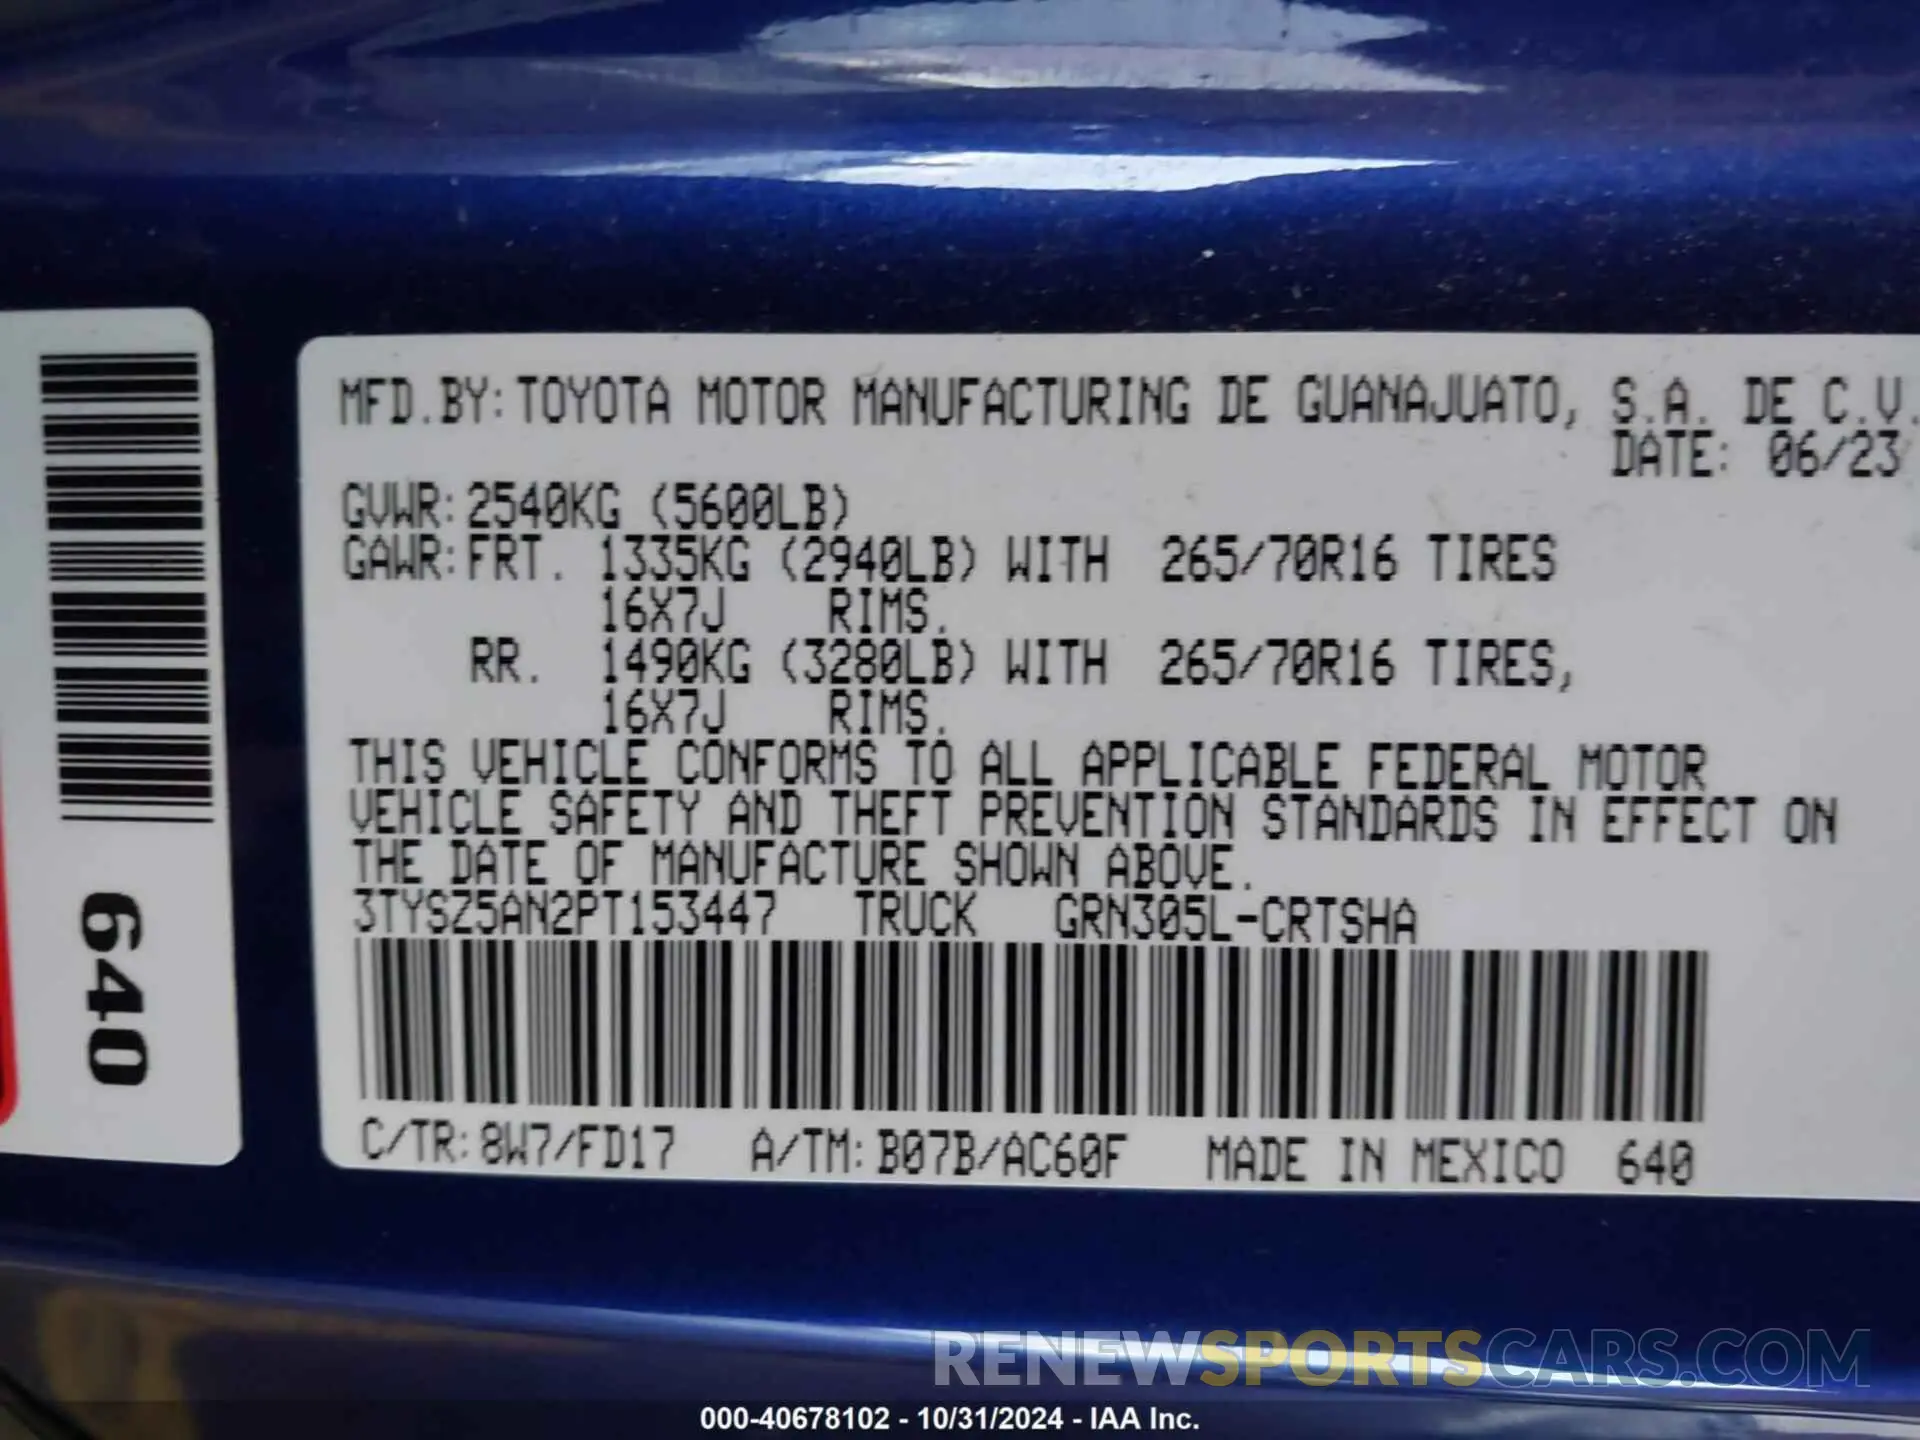 MFD.BY: TOYOTA MOTOR MANUFACTURING DE GUANAJUATO, S.A. DE C.V.
DATE: 06/23
GVWR: 2540KG (5600LB)
GAWR: FRT. 1335KG (2940LB) WITH 265/70R16 TIRES
16X7J RIMS.
RR. 1490KG (3280LB) WITH 265/70R16 TIRES,
16X7J RIMS.
THIS VEHICLE CONFORMS TO ALL APPLICABLE FEDERAL MOTOR
VEHICLE SAFETY AND THEFT PREVENTION STANDARDS IN EFFECT ON
THE DATE OF MANUFACTURE SHOWN ABOVE.
3TYSZ5AN2PT153447 TRUCK GRN305L-CRTSHA
C/TR: 8W7/FD17 A/TM: B07B/AC60F MADE IN MEXICO 640
640
RENEWSPORTSCARS.COM
000-40678102 - 10/31/2024 - IAA Inc.